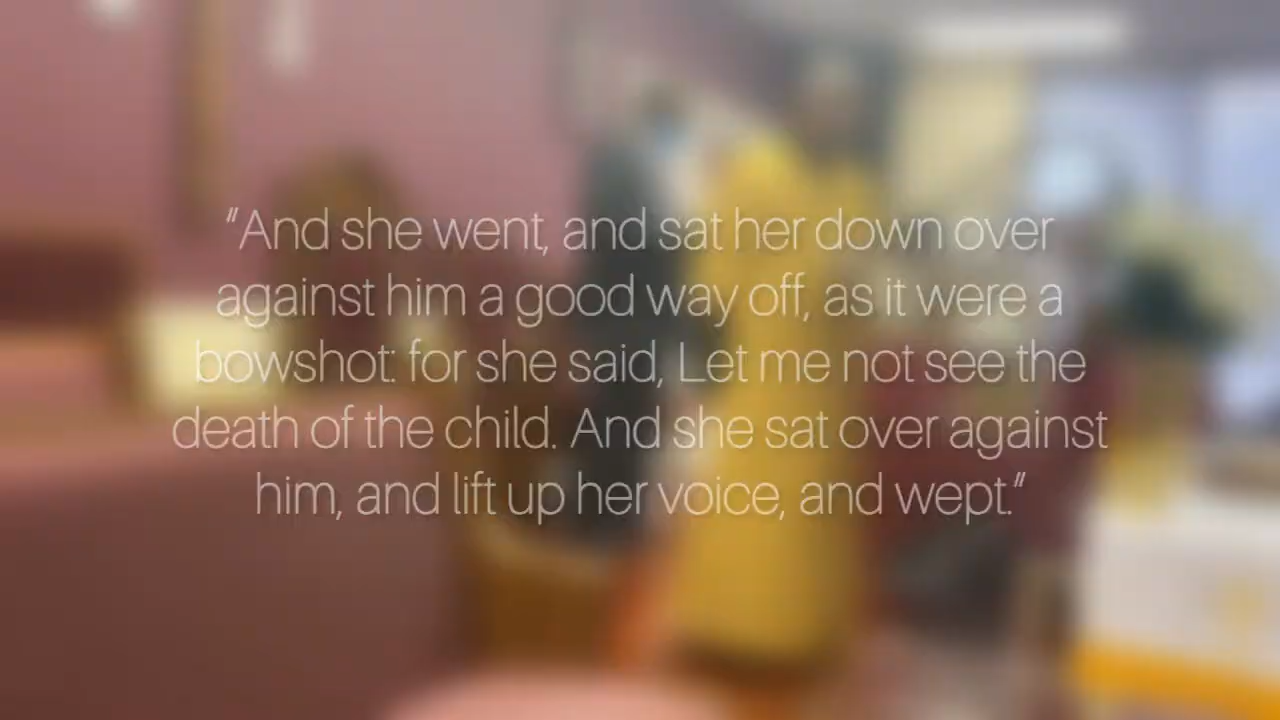 “And she went, and sat her down over
against him a good way off, as it were a
bowshot: for she said, Let me not see the
death of the child. And she sat over against
him, and lift up her voice, and wept.”